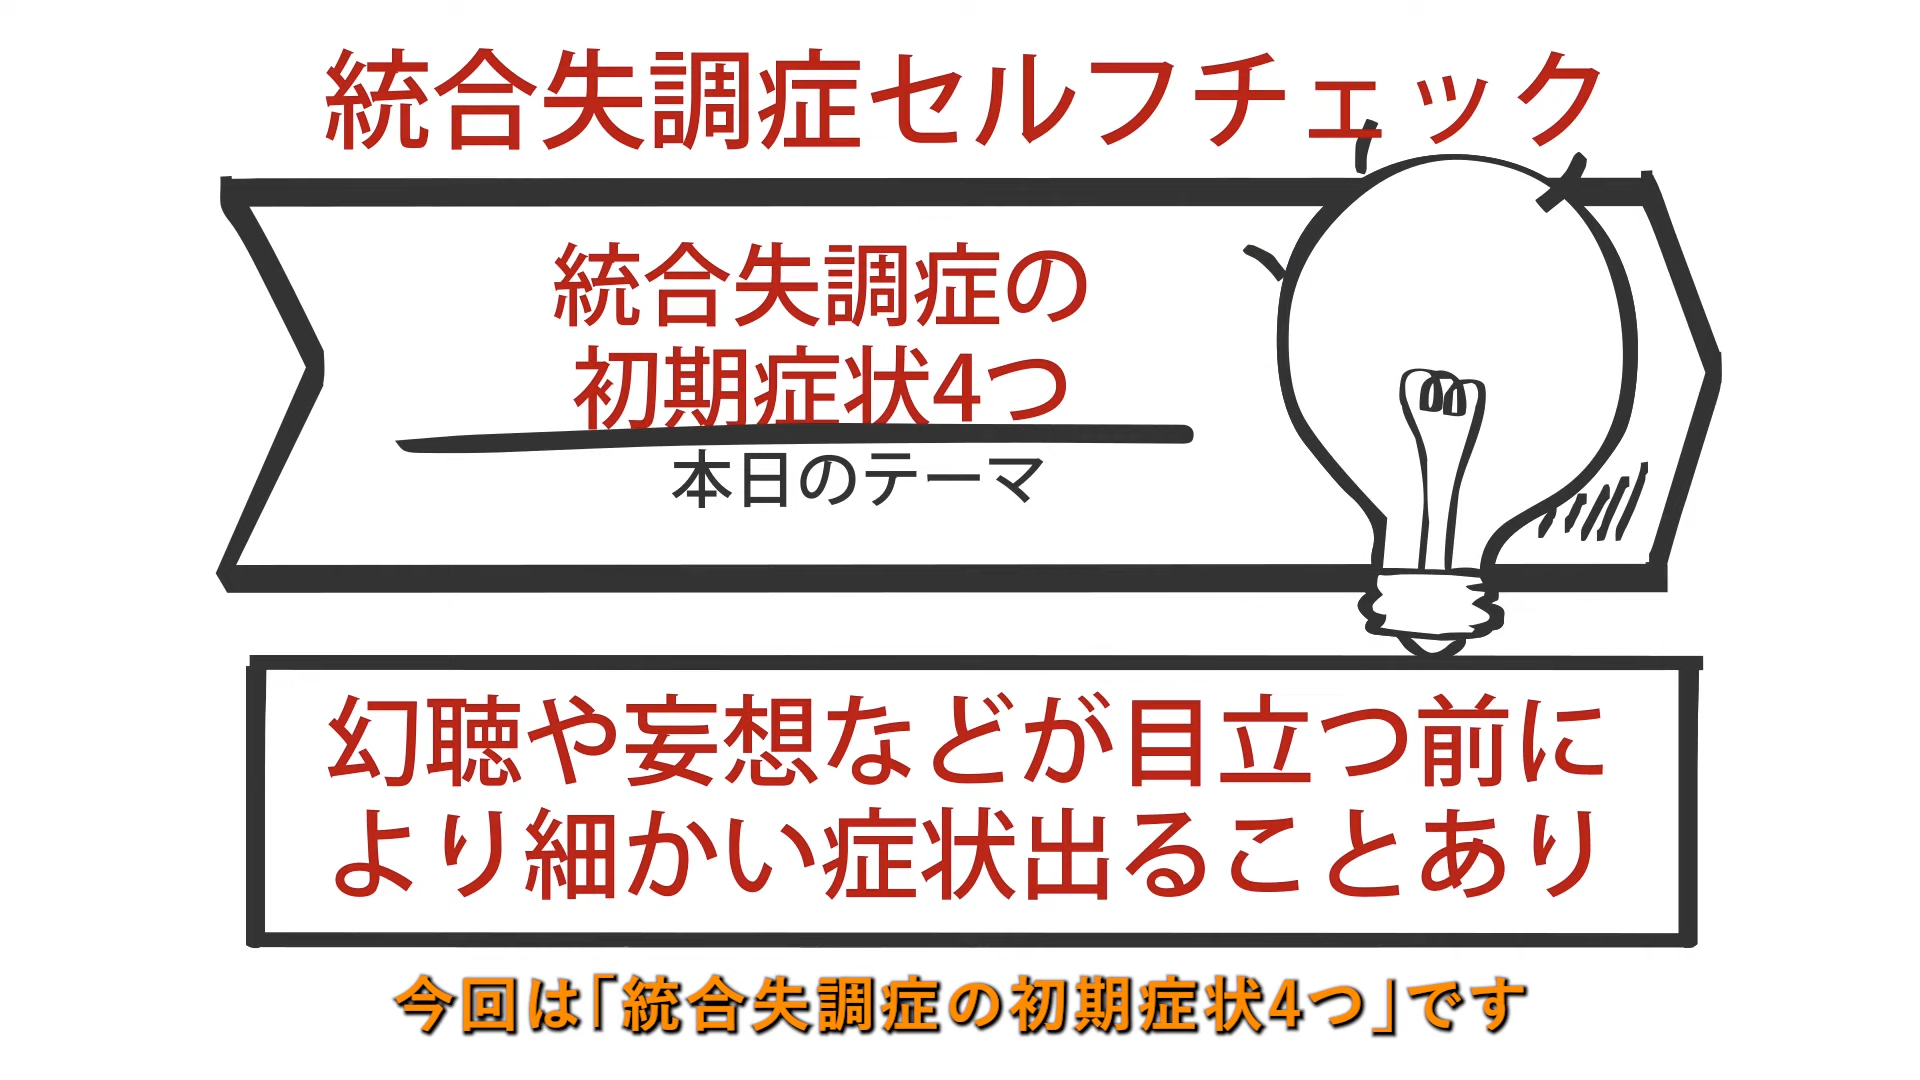 統合失調症セルフチェック
統合失調症の
初期症状4つ
本日のテーマ
幻聴や妄想などが目立つ前に
より細かい症状出ることあり
今回は「統合失調症の初期症状4つ」です